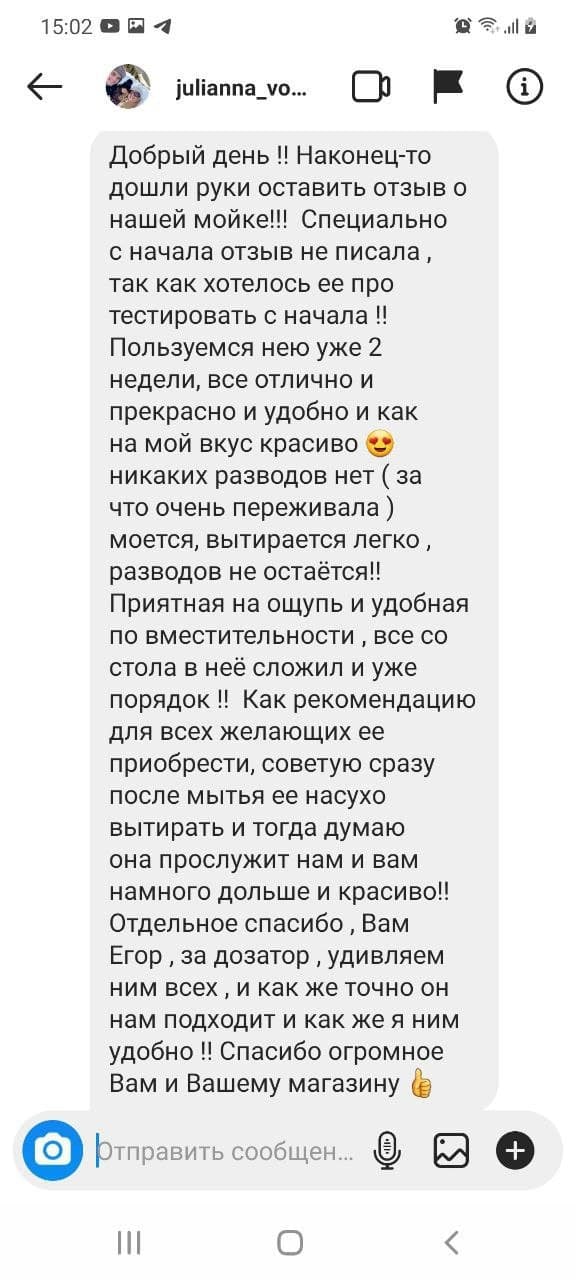 15:02
julianna_vo...
Добрый день !! Наконец-то
дошли руки оставить отзыв о
нашей мойке!!! Специально
с начала отзыв не писала ,
так как хотелось ее про
тестировать с начала !!
Пользуемся нею уже 2
недели, все отлично и
прекрасно и удобно и как
на мой вкус красиво 😍
никаких разводов нет ( за
что очень переживала )
моется, вытирается легко ,
разводов не остаётся!!
Приятная на ощупь и удобная
по вместительности , все со
стола в неё сложил и уже
порядок !! Как рекомендацию
для всех желающих ее
приобрести, советую сразу
после мытья ее насухо
вытирать и тогда думаю
она прослужит нам и вам
намного дольше и красиво!!
Отдельное спасибо , Вам
Егор , за дозатор , удивляем
ним всех , и как же точно он
нам подходит и как же я ним
удобно !! Спасибо огромное
Вам и Вашему магазину 👍
Отправить сообщен...